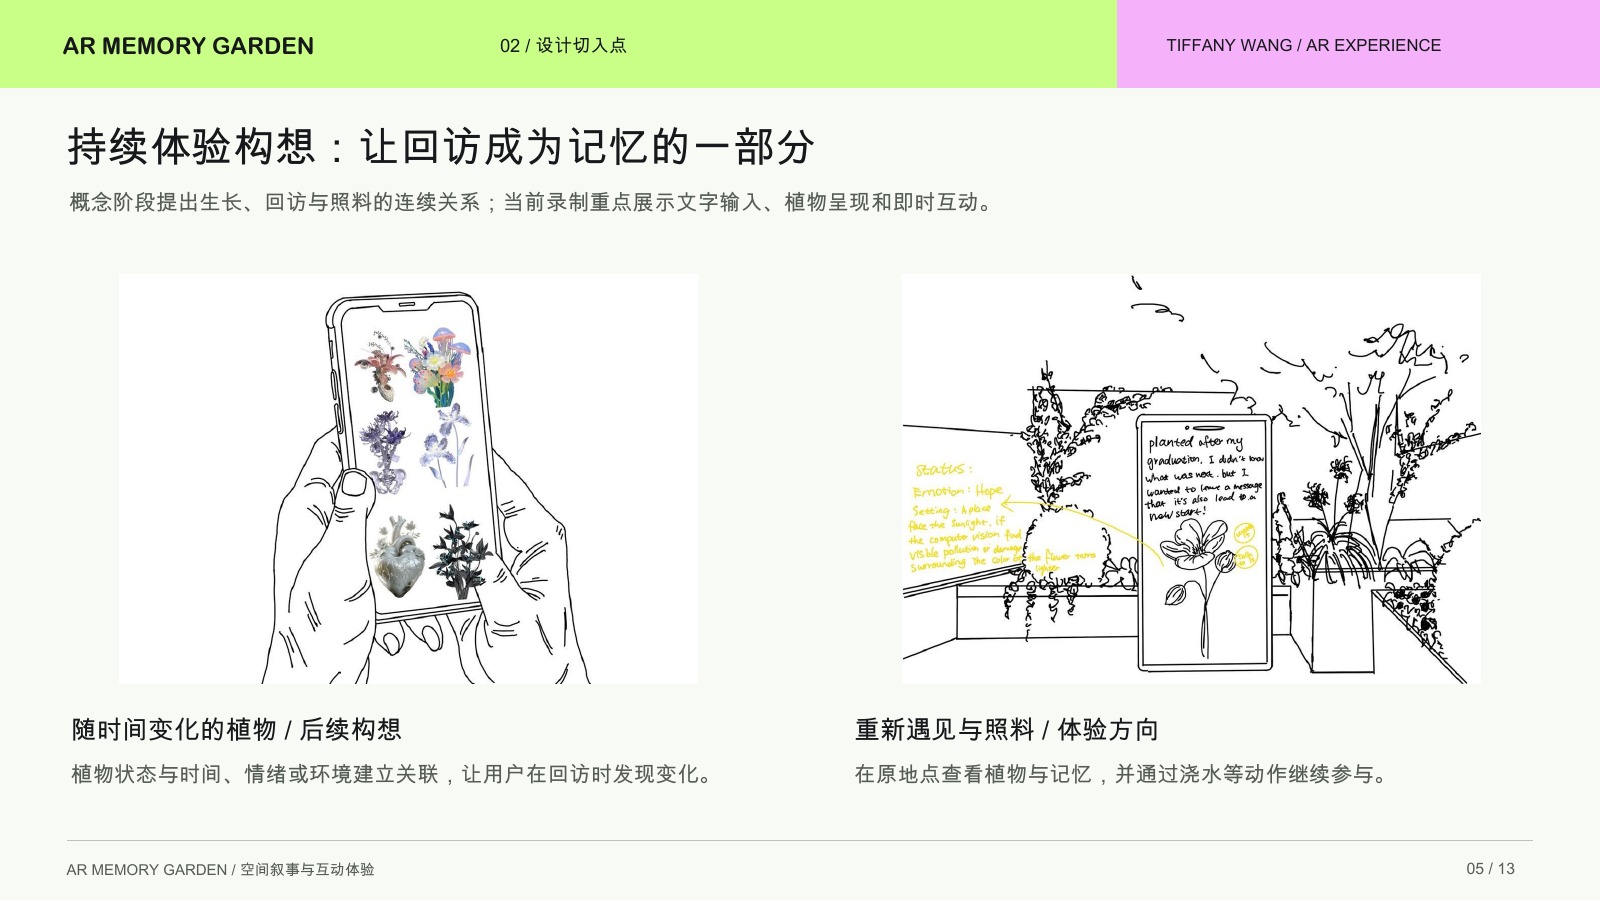 AR MEMORY GARDEN
02 / 设计切入点
TIFFANY WANG / AR EXPERIENCE
持续体验构想：让回访成为记忆的一部分
概念阶段提出生长、回访与照料的连续关系；当前录制重点展示文字输入、植物呈现和即时互动。
planted after my
graduation, I didn't know
what was next. but I
wanted to leave a message
that it's also lead to a
new start!
Status:
Emotion: Hope
Setting: A place
face the sunlight, if
the computer vision find
visible pollution or damage
surrounding the color of the flower turns
lighter
随时间变化的植物 / 后续构想
植物状态与时间、情绪或环境建立关联，让用户在回访时发现变化。
重新遇见与照料 / 体验方向
在原地点查看植物与记忆，并通过浇水等动作继续参与。
AR MEMORY GARDEN / 空间叙事与互动体验
05 / 13